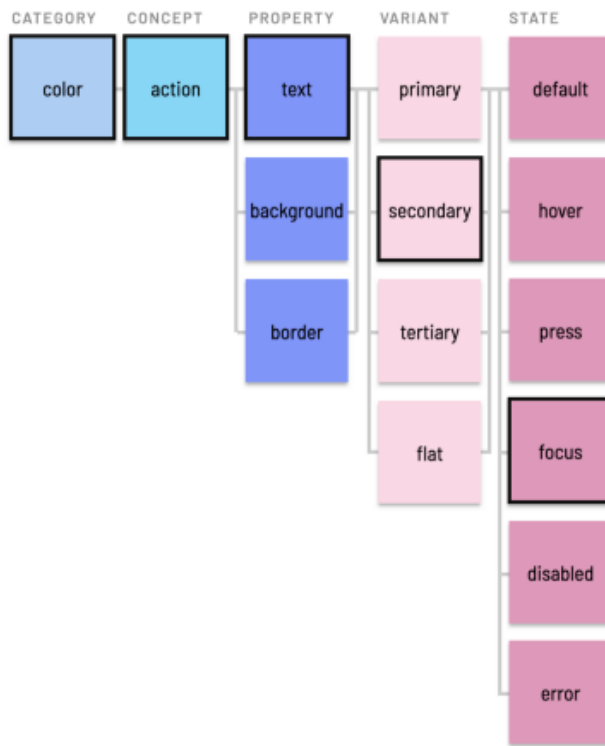 CATEGORY CONCEPT PROPERTY VARIANT STATE
color action text primary default
background secondary hover
border tertiary press
flat focus
disabled
error